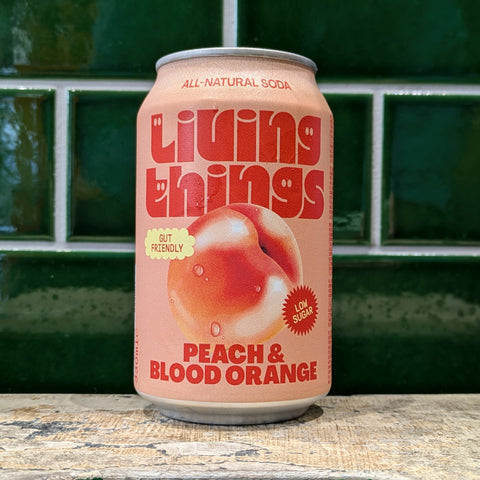 ALL-NATURAL SODA
Living
things
GUT
FRIENDLY
LOW
SUGAR
PEACH &
BLOOD ORANGE